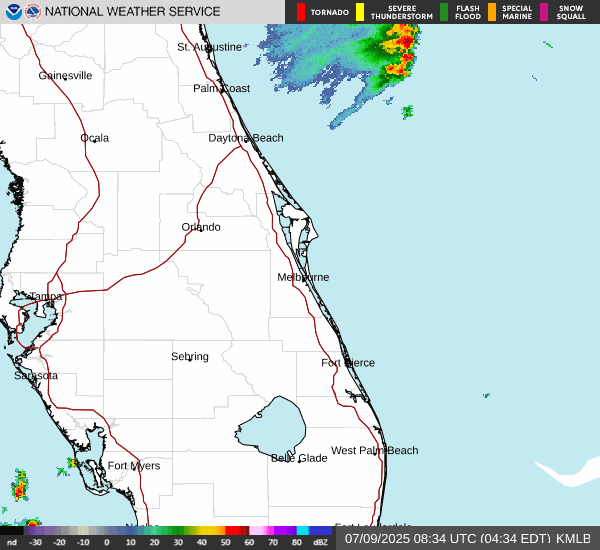 NATIONAL WEATHER SERVICE
TORNADO
SEVERE THUNDERSTORM
FLASH FLOOD
SPECIAL MARINE
SNOW SQUALL
St. Augustine
Gainesville
Palm Coast
Ocala
Daytona Beach
Orlando
Melbourne
Tampa
Sebring
Fort Pierce
Sarasota
West Palm Beach
Belle Glade
Fort Myers
nd -30 -20 -10 0 10 20 30 40 50 60 70 80 dBZ
07/09/2025 08:34 UTC (04:34 EDT) KMLB